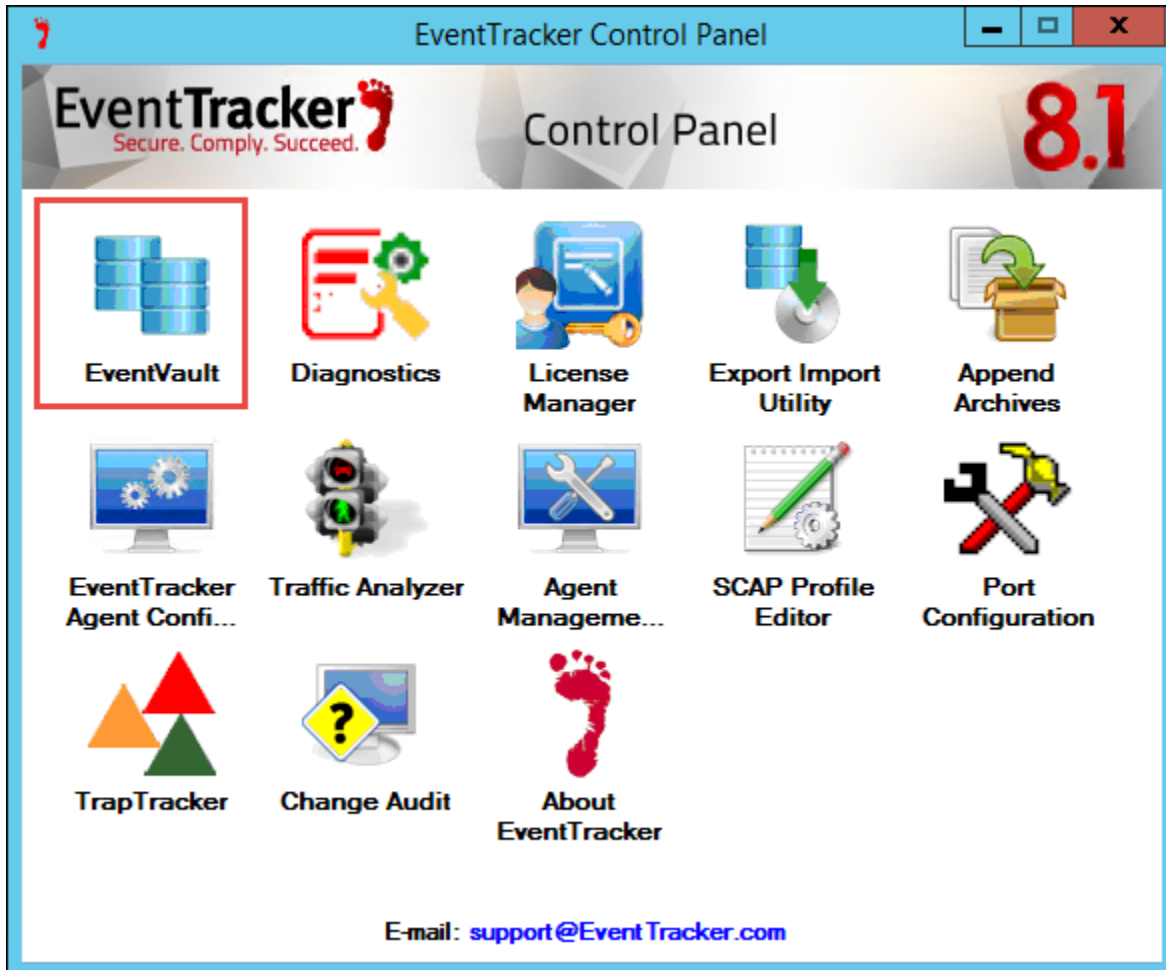 EventTracker Control Panel
EventTracker
Secure. Comply. Succeed.
Control Panel
8.1
EventVault
Diagnostics
License
Manager
Export Import
Utility
Append
Archives
EventTracker
Agent Confi...
Traffic Analyzer
Agent
Manageme...
SCAP Profile
Editor
Port
Configuration
TrapTracker
Change Audit
About
EventTracker
E-mail: support@EventTracker.com